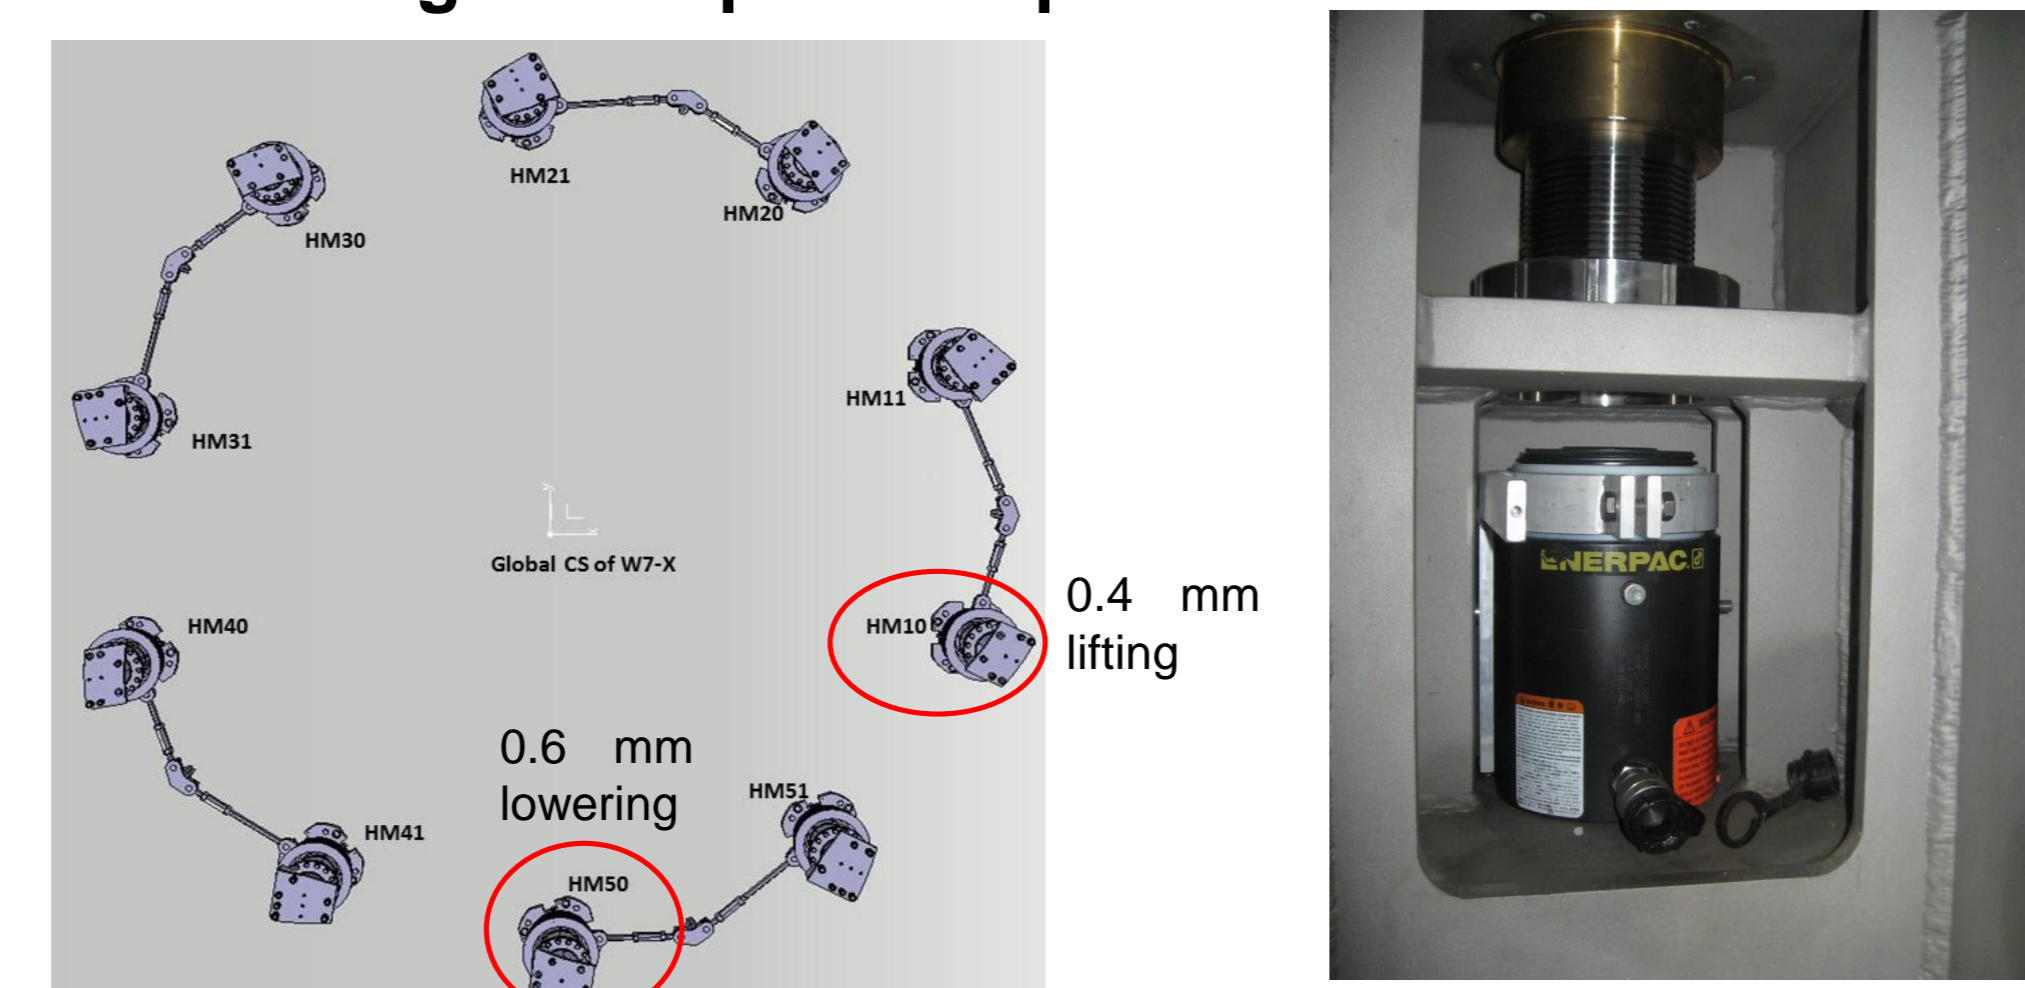 HM21
HM20
HM30
HM11
HM31
Global CS of W7-X
0.4 mm
lifting
HM10
HM40
0.6 mm
lowering
HM51
HM41
HM50
ENERPAC